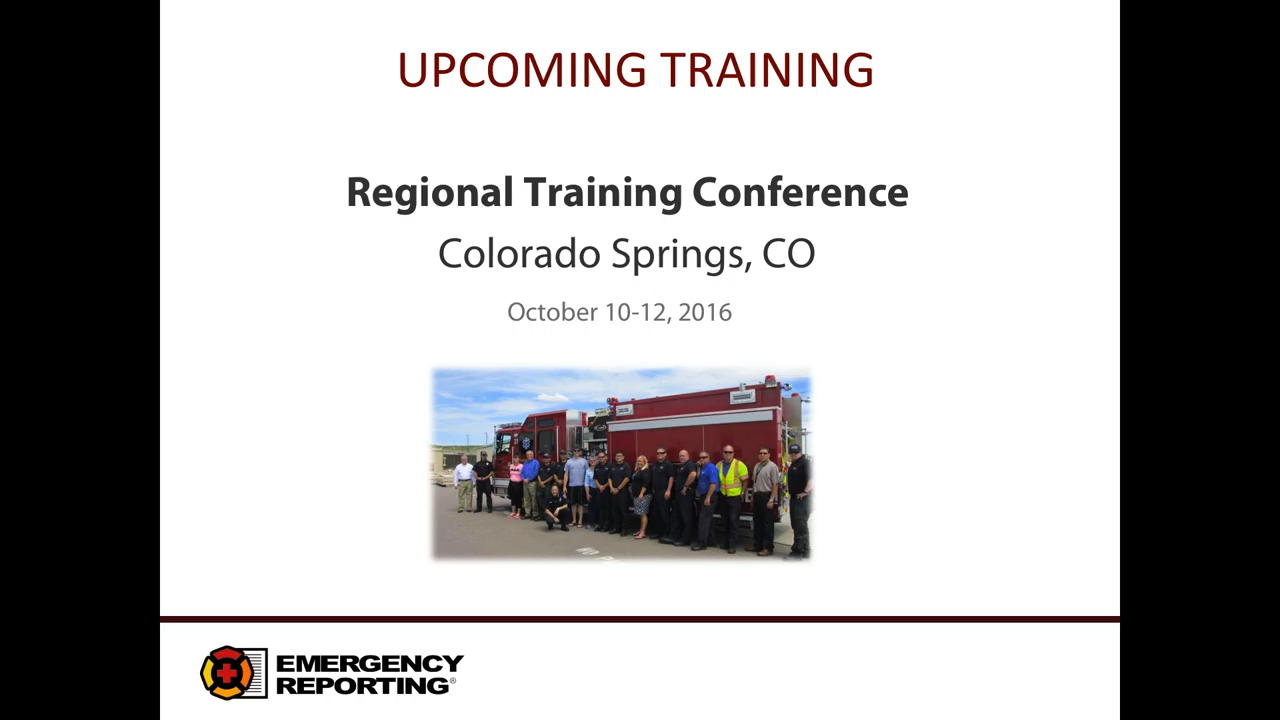 UPCOMING TRAINING
Regional Training Conference
Colorado Springs, CO
October 10-12, 2016
EMERGENCY
REPORTING®